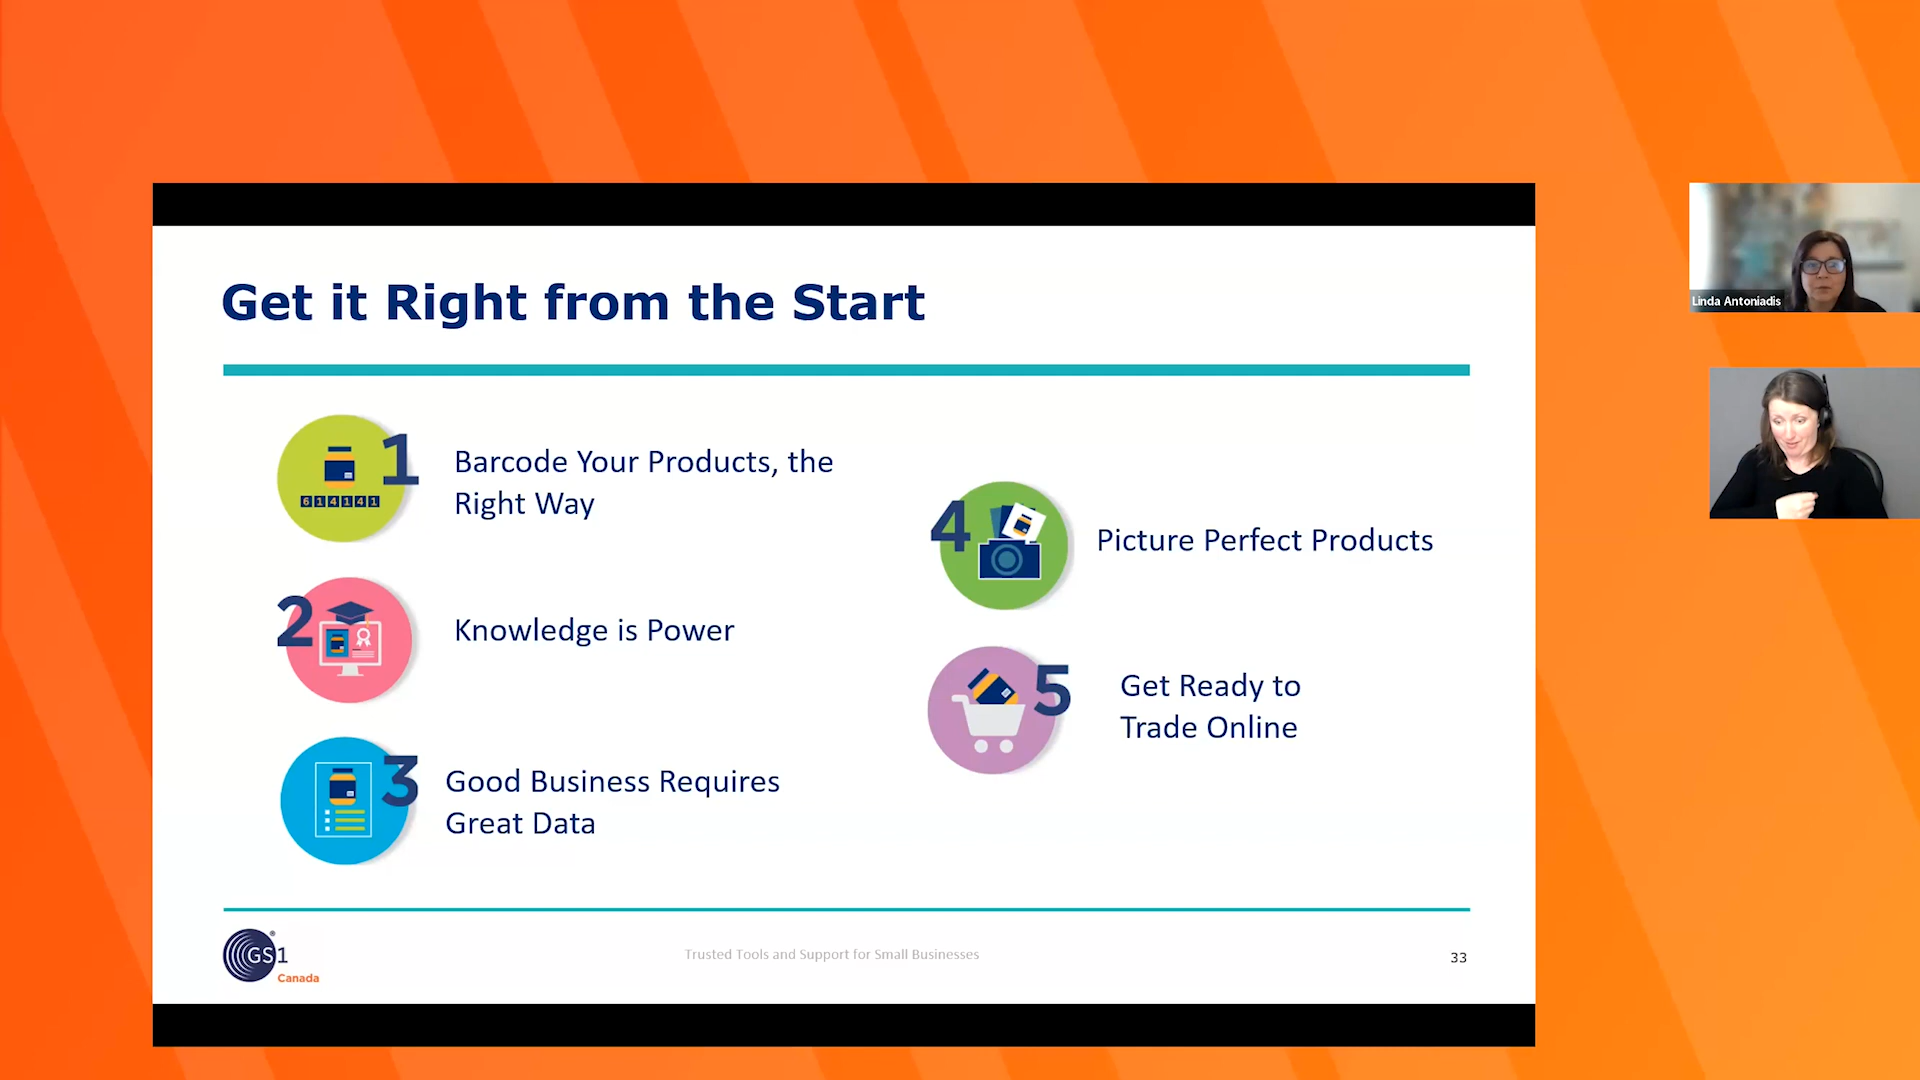 Get it Right from the Start
1
614141
Barcode Your Products, the
Right Way
2
Knowledge is Power
3
Good Business Requires
Great Data
4
Picture Perfect Products
5
Get Ready to
Trade Online
GS1®
Canada
Trusted Tools and Support for Small Businesses
33
Linda Antoniadis